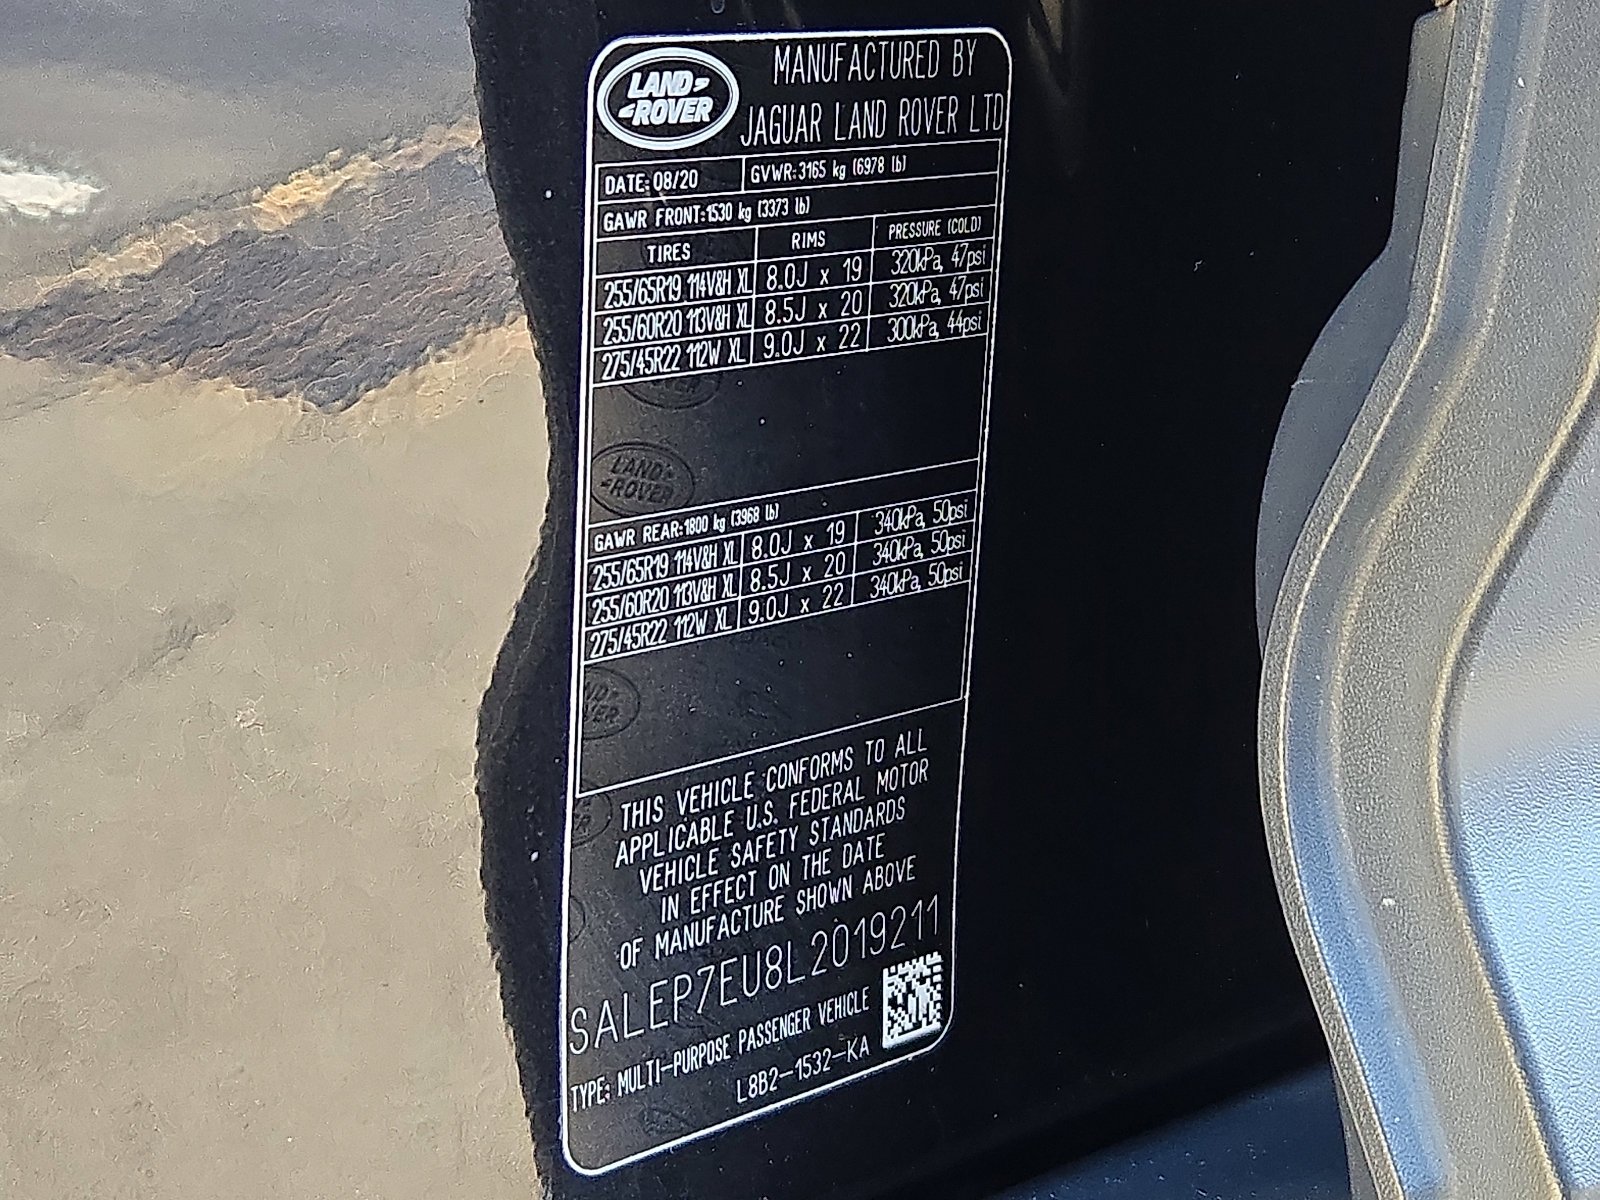 LAND
ROVER
MANUFACTURED BY
JAGUAR LAND ROVER LTD
DATE: 08/20 GVWR: 3165 kg (6978 lb)
GAWR FRONT: 1530 kg (3373 lb)
TIRES RIMS PRESSURE (COLD)
255/65R19 114V&H XL 8.0J x 19 320kPa, 47psi
255/60R20 113V&H XL 8.5J x 20 320kPa, 47psi
275/45R22 112W XL 9.0J x 22 300kPa, 44psi
LAND
ROVER
GAWR REAR: 1800 kg (3968 lb)
255/65R19 114V&H XL 8.0J x 19 340kPa, 50psi
255/60R20 113V&H XL 8.5J x 20 340kPa, 50psi
275/45R22 112W XL 9.0J x 22 340kPa, 50psi
THIS VEHICLE CONFORMS TO ALL
APPLICABLE U.S. FEDERAL MOTOR
VEHICLE SAFETY STANDARDS
IN EFFECT ON THE DATE
OF MANUFACTURE SHOWN ABOVE
SALEP7EU8L2019211
TYPE: MULTI-PURPOSE PASSENGER VEHICLE
L8B2-1532-KA